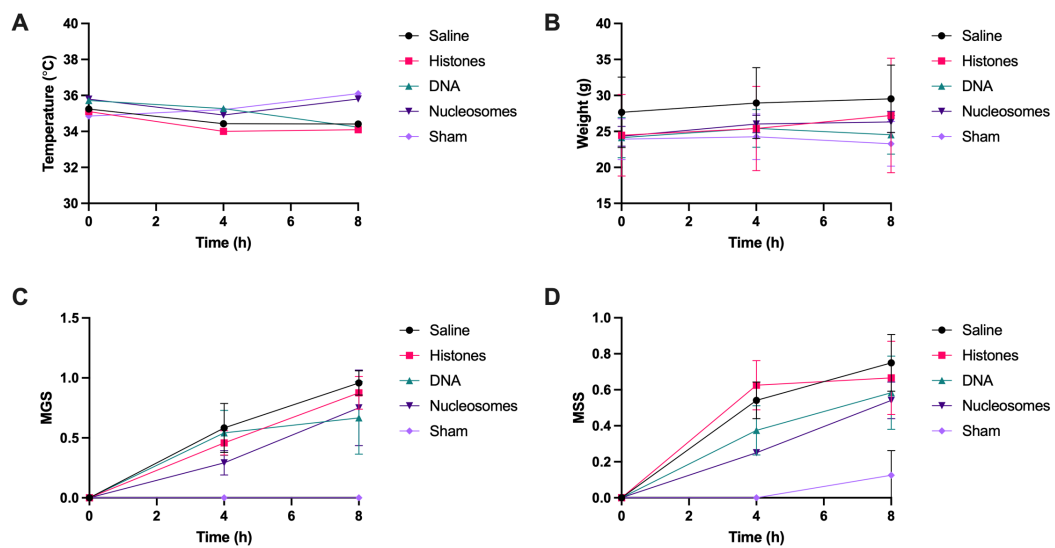 A
Temperature (°C)
40
38
36
34
32
30
0
2
4
6
8
Time (h)
Saline
Histones
DNA
Nucleosomes
Sham
B
Weight (g)
40
35
30
25
20
15
0
2
4
6
8
Time (h)
Saline
Histones
DNA
Nucleosomes
Sham
C
MGS
1.5
1.0
0.5
0.0
0
2
4
6
8
Time (h)
Saline
Histones
DNA
Nucleosomes
Sham
D
MSS
1.0
0.8
0.6
0.4
0.2
0.0
0
2
4
6
8
Time (h)
Saline
Histones
DNA
Nucleosomes
Sham